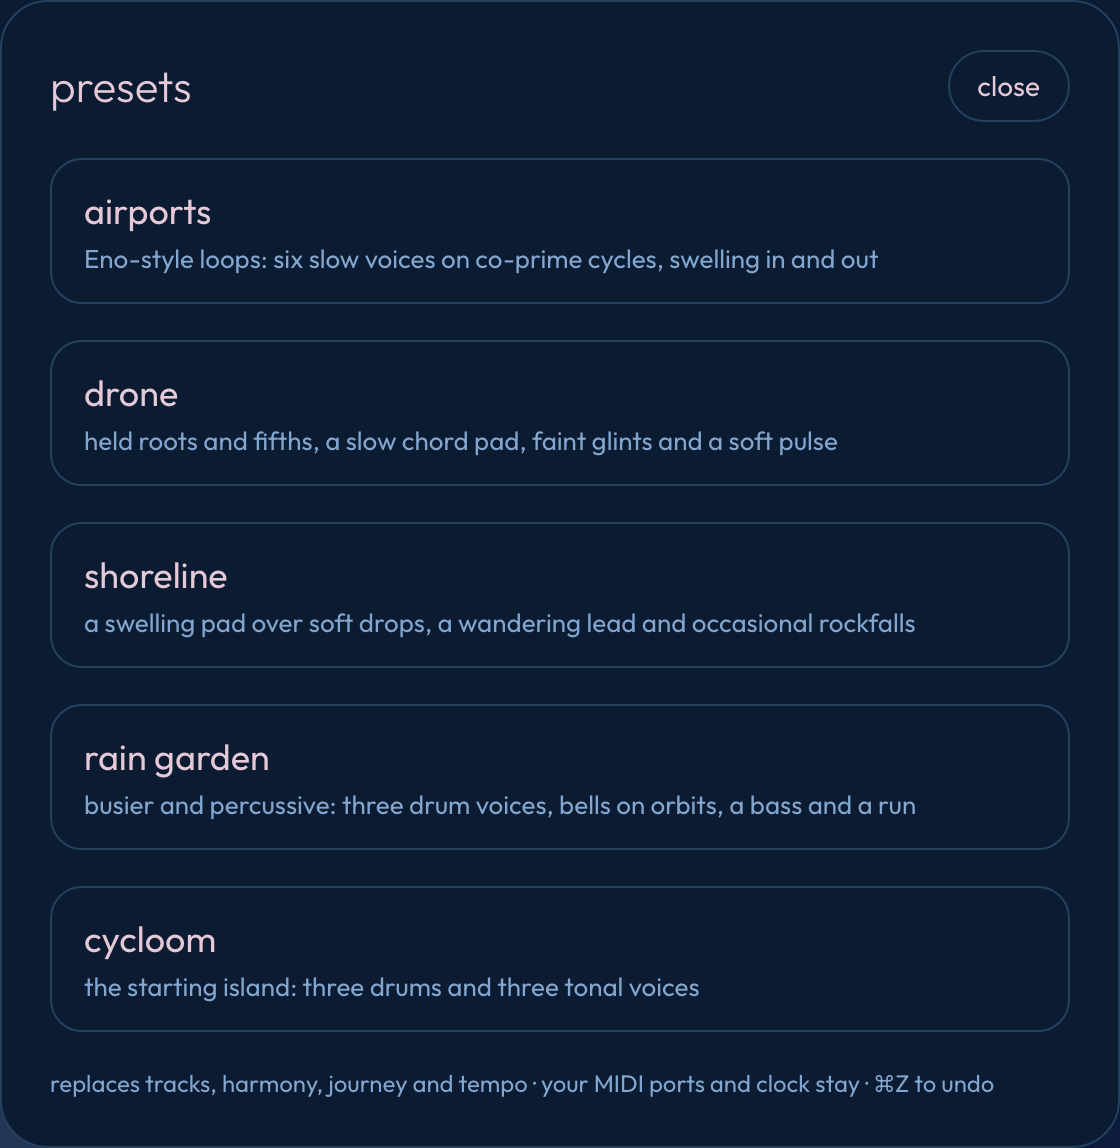 presets
close
airports
Eno-style loops: six slow voices on co-prime cycles, swelling in and out
drone
held roots and fifths, a slow chord pad, faint glints and a soft pulse
shoreline
a swelling pad over soft drops, a wandering lead and occasional rockfalls
rain garden
busier and percussive: three drum voices, bells on orbits, a bass and a run
cycloom
the starting island: three drums and three tonal voices
replaces tracks, harmony, journey and tempo · your MIDI ports and clock stay · ⌘Z to undo